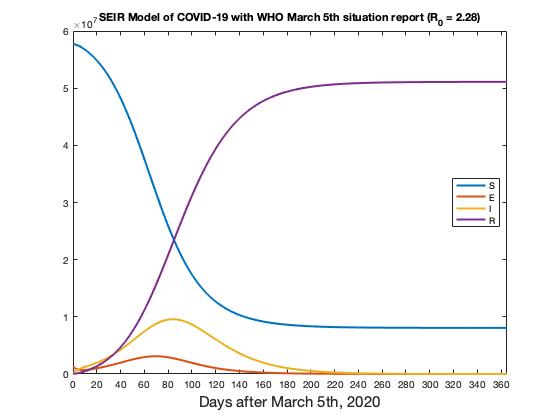 SEIR Model of COVID-19 with WHO March 5th situation report (R0 = 2.28)
×10^7
6
5
4
3
2
1
0
S
E
I
R
0 20 40 60 80 100 120 140 160 180 200 220 240 260 280 300 320 340 360
Days after March 5th, 2020